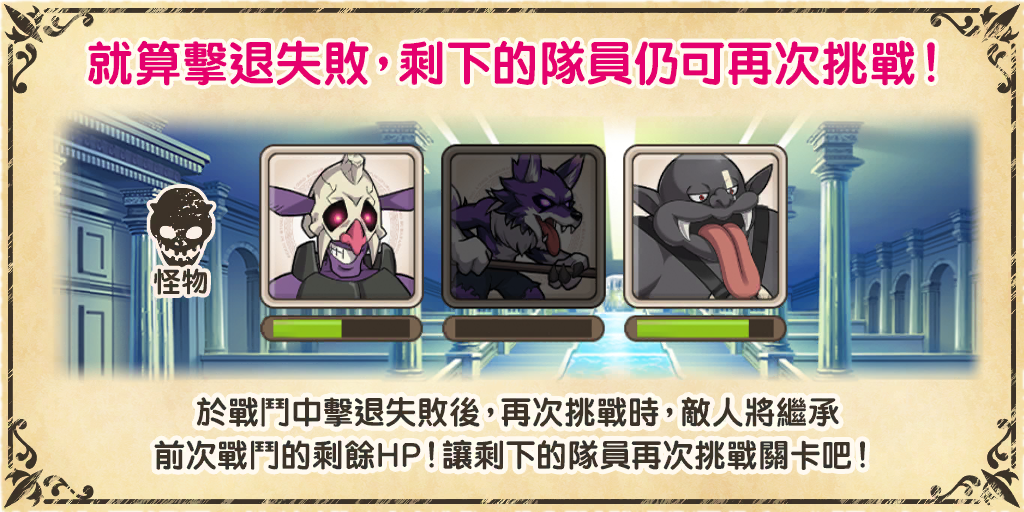 就算擊退失敗，剩下的隊員仍可再次挑戰！
怪物
於戰鬥中擊退失敗後，再次挑戰時，敵人將繼承
前次戰鬥的剩餘HP！讓剩下的隊員再次挑戰關卡吧！